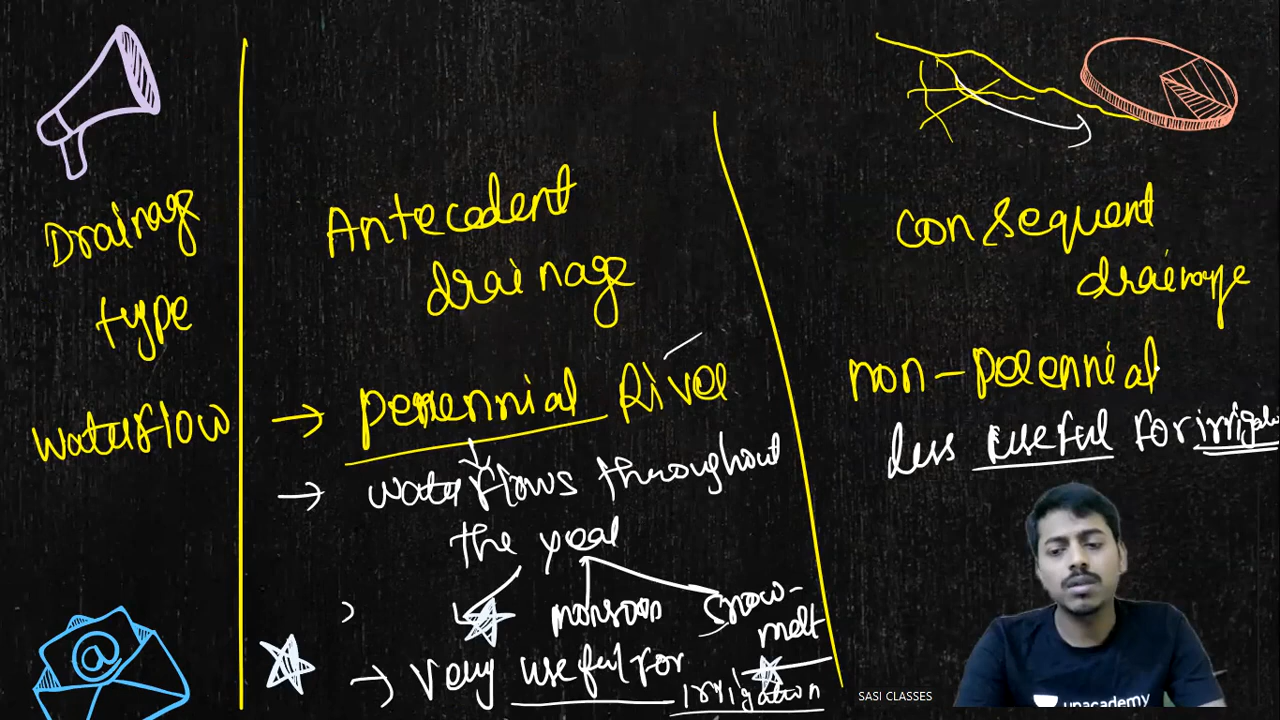 Drainage
type
Antecedent
drainage
consequent
drainage
waterflow → perennial River
non-perennial
less useful for irrigation
→ water flows throughout
the year
monsoon
snow-
melt
→ Very useful for
irrigation
SASI CLASSES
unacademy